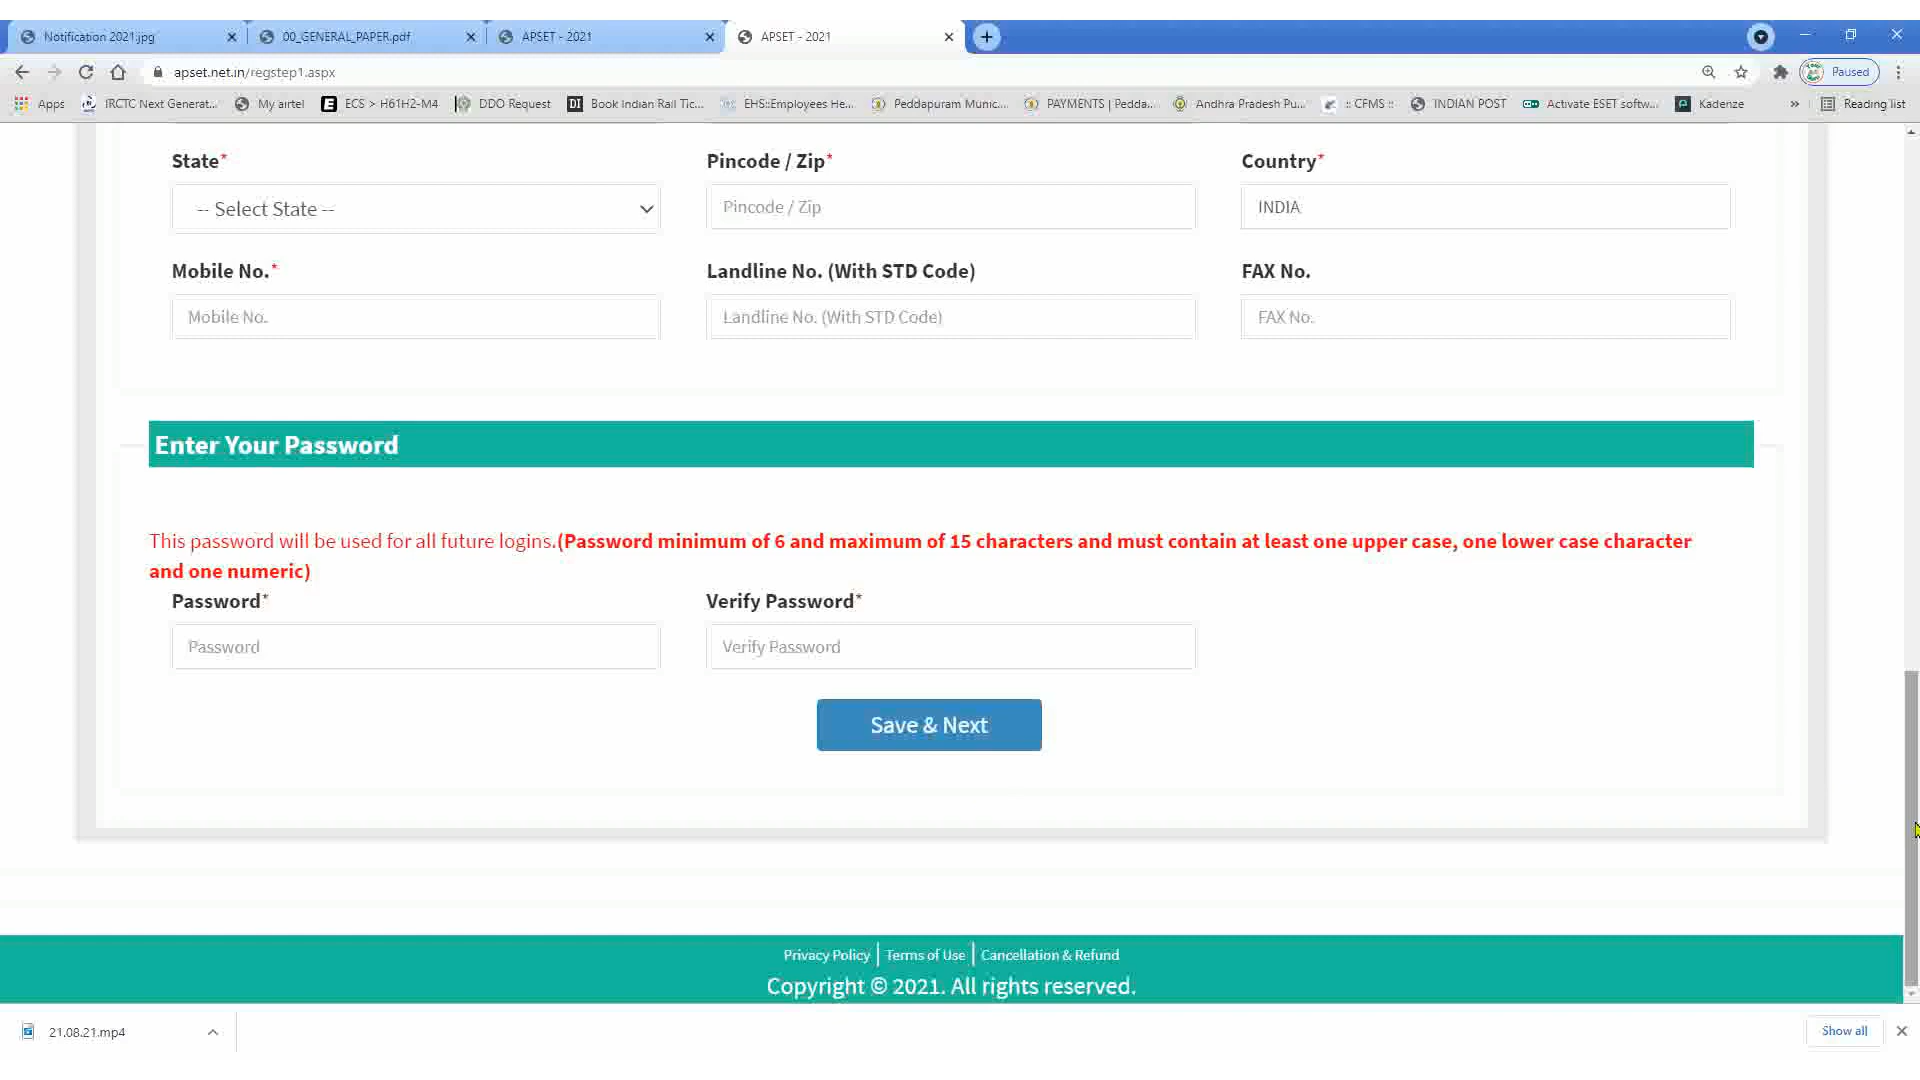 Notification 2021.jpg
00_GENERAL_PAPER.pdf
APSET - 2021
APSET - 2021
apset.net.in/regstep1.aspx
Paused
Apps
IRCTC Next Generat...
My airtel
ECS > H61H2-M4
DDO Request
Book Indian Rail Tic...
EHS::Employees He...
Peddapuram Munic...
PAYMENTS | Pedda...
Andhra Pradesh Pu...
:: CFMS ::
INDIAN POST
Activate ESET softw...
Kadenze
»
Reading list
State*
Pincode / Zip*
Country*
-- Select State --
Pincode / Zip
INDIA
Mobile No.*
Landline No. (With STD Code)
FAX No.
Mobile No.
Landline No. (With STD Code)
FAX No.
Enter Your Password
This password will be used for all future logins.(Password minimum of 6 and maximum of 15 characters and must contain at least one upper case, one lower case character
and one numeric)
Password*
Verify Password*
Password
Verify Password
Save & Next
Privacy Policy | Terms of Use | Cancellation & Refund
Copyright © 2021. All rights reserved.
21.08.21.mp4
Show all